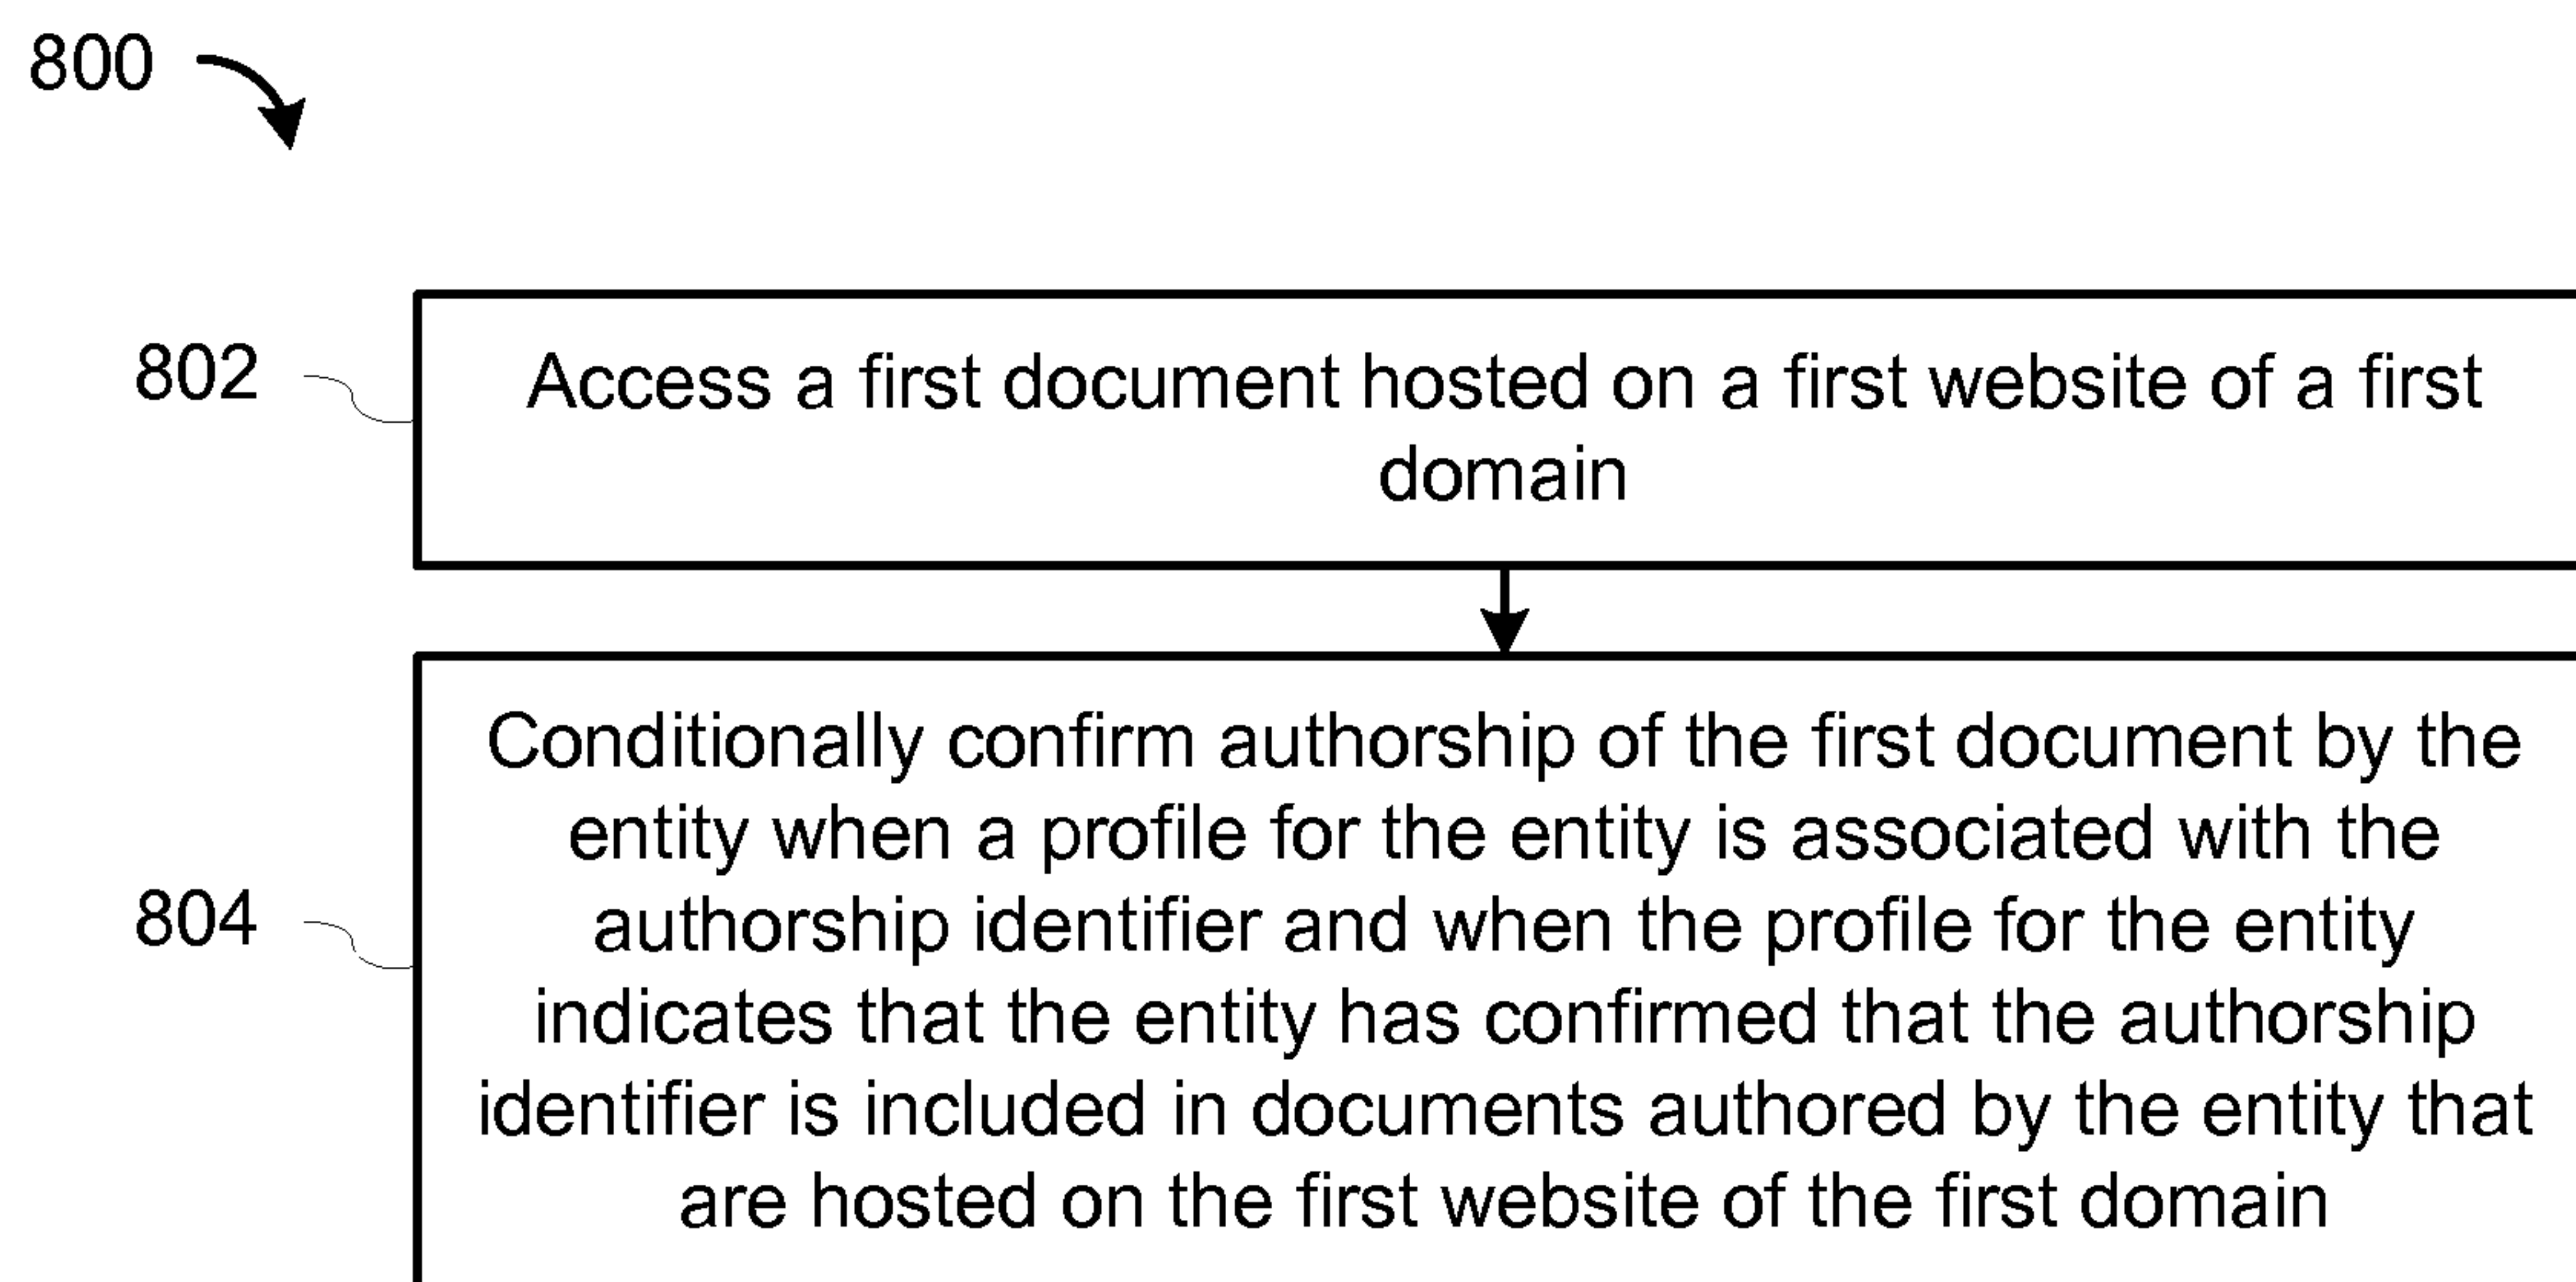 800
802
Access a first document hosted on a first website of a first
domain
804
Conditionally confirm authorship of the first document by the
entity when a profile for the entity is associated with the
authorship identifier and when the profile for the entity
indicates that the entity has confirmed that the authorship
identifier is included in documents authored by the entity that
are hosted on the first website of the first domain